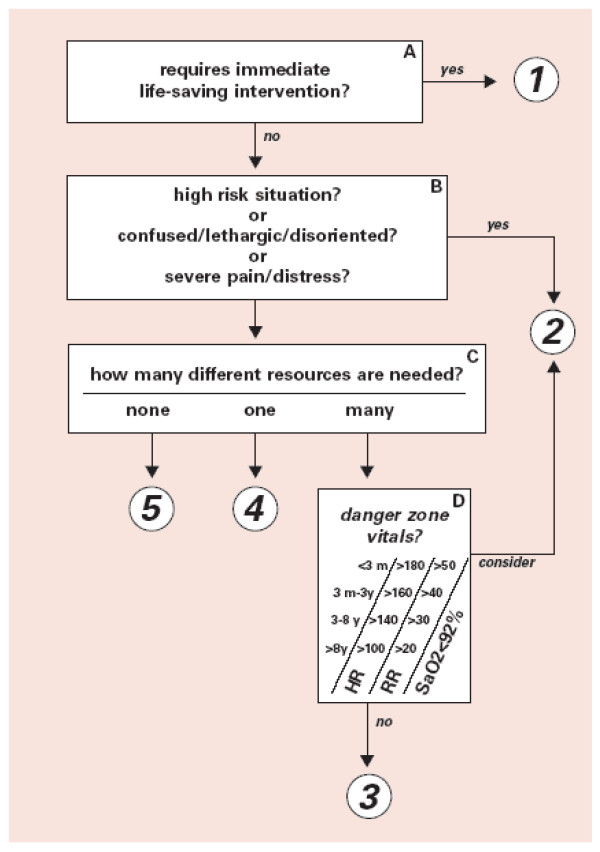 A
requires immediate
life-saving intervention?
yes
1
no
B
high risk situation?
or
confused/lethargic/disoriented?
or
severe pain/distress?
yes
2
C
how many different resources are needed?
none one many
5
4
D
danger zone
vitals?
<3 m >180 >50
3 m-3y >160 >40
3-8 y >140 >30
>8y >100 >20
HR RR SaO2<92%
consider
no
3